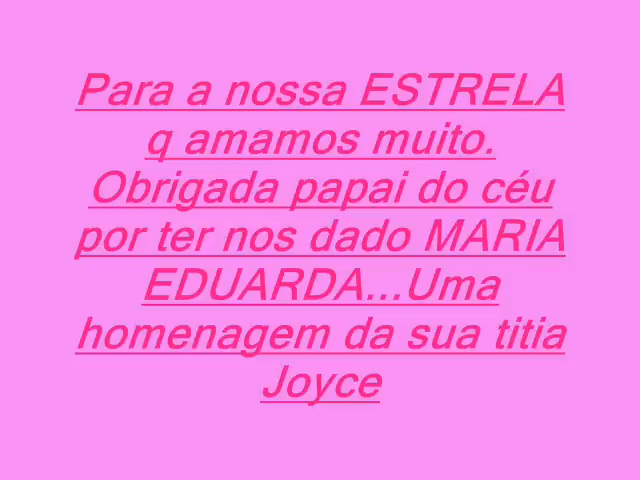 Para a nossa ESTRELA
q amamos muito.
Obrigada papai do céu
por ter nos dado MARIA
EDUARDA...Uma
homenagem da sua titia
Joyce